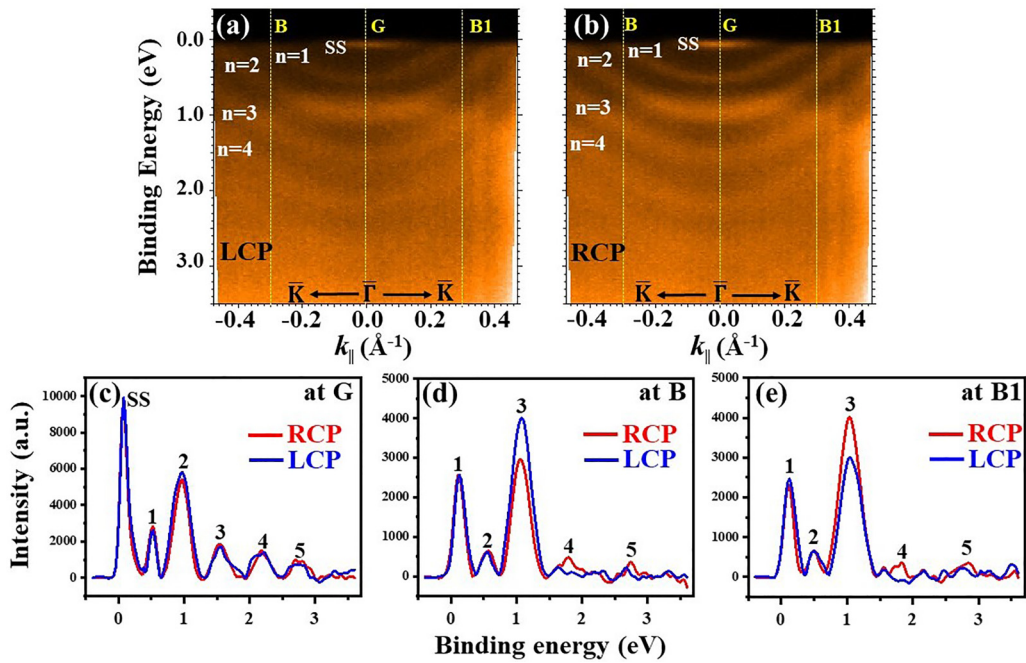 (a) B G B1
SS
n=1
n=2
n=3
n=4
LCP
K̅ Γ̅ K̅
0.0
1.0
2.0
3.0
Binding Energy (eV)
-0.4 -0.2 0.0 0.2 0.4
k∥ (Å⁻¹)
(b) B G B1
SS
n=1
n=2
n=3
n=4
RCP
K̅ Γ̅ K̅
-0.4 -0.2 0.0 0.2 0.4
k∥ (Å⁻¹)
(c) SS at G
RCP
LCP
1 2 3 4 5
10000
8000
6000
4000
2000
0
Intensity (a.u.)
0 1 2 3
(d) at B
RCP
LCP
1 2 3 4 5
5000
4000
3000
2000
1000
0
0 1 2 3
(e) at B1
RCP
LCP
1 2 3 4 5
5000
4000
3000
2000
1000
0
0 1 2 3
Binding energy (eV)